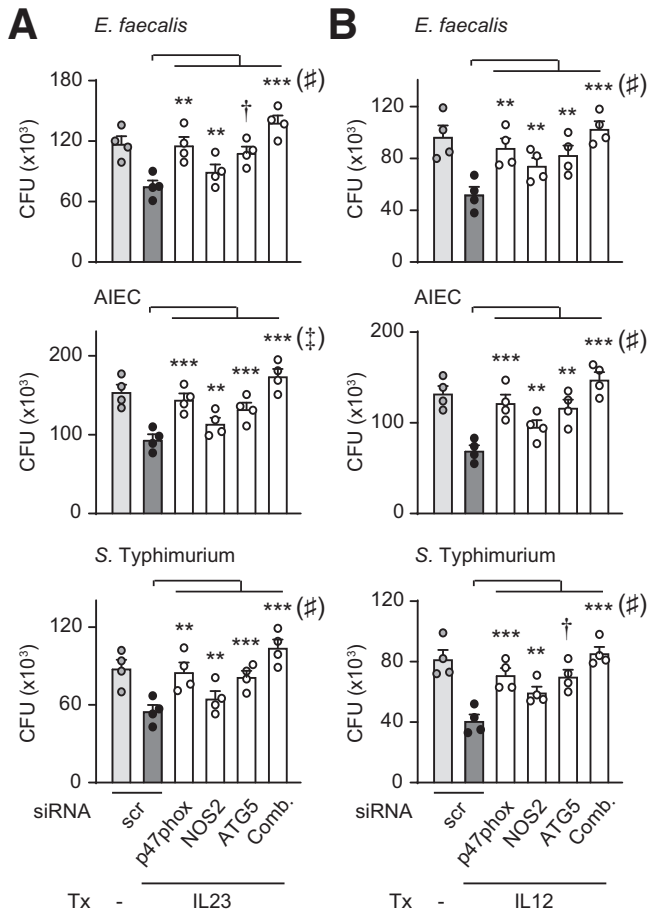 A
E. faecalis
180
120
60
0
CFU (x10³)
**
**
†
***
(♯)
AIEC
200
100
0
CFU (x10³)
***
**
***
***
(‡)
S. Typhimurium
120
60
0
CFU (x10³)
**
**
***
***
(♯)
siRNA
scr
p47phox
NOS2
ATG5
Comb.
Tx - IL23
B
E. faecalis
120
80
40
0
CFU (x10³)
**
**
**
***
(♯)
AIEC
200
100
0
CFU (x10³)
***
**
**
***
(♯)
S. Typhimurium
120
80
40
0
CFU (x10³)
***
**
†
***
(♯)
siRNA
scr
p47phox
NOS2
ATG5
Comb.
Tx - IL12